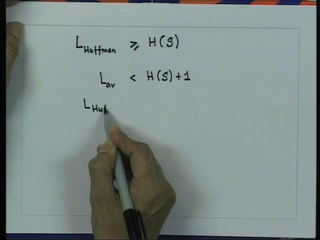 L_Huffman ≥ H(S)
L_av < H(S)+1
L_Huf